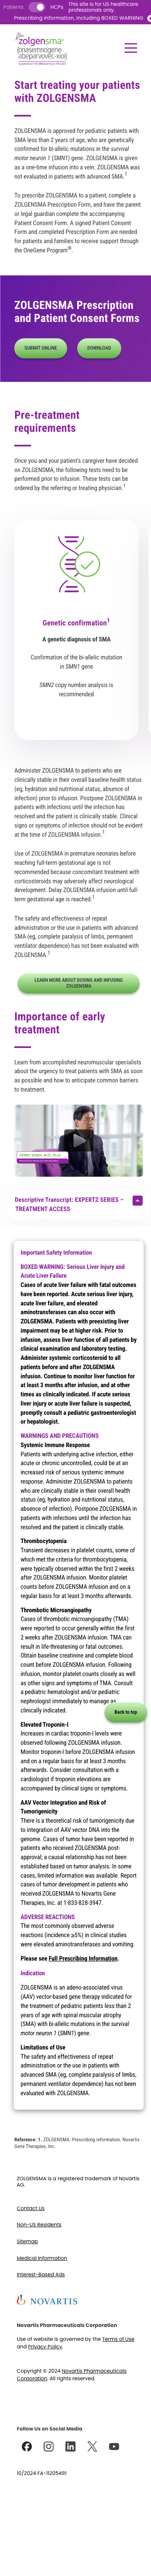 Patients
HCPs
This site is for US healthcare
professionals only.
Prescribing Information, including BOXED WARNING
zolgensma
(onasemnogene
abeparvovec-xioi)
Start treating your patients
with ZOLGENSMA
ZOLGENSMA is approved for pediatric patients with
SMA less than 2 years of age, who are genetically
confirmed to have bi-allelic mutation in the survival
motor neuron 1 (SMN1) gene. ZOLGENSMA is given
as a one-time-only dose in a vein. ZOLGENSMA was
not evaluated in patients with advanced SMA.1
To prescribe ZOLGENSMA to a patient, complete a
ZOLGENSMA Prescription Form, and have the parent
or legal guardian complete the accompanying
Patient Consent Form. A signed Patient Consent
Form and completed Prescription Form are needed
for patients and families to receive support through
the OneGene Program®.
ZOLGENSMA Prescription
and Patient Consent Forms
SUBMIT ONLINE
DOWNLOAD
Pre-treatment
requirements
Once you and your patient's caregiver have decided
on ZOLGENSMA, the following tests need to be
performed prior to infusion. These tests can be
ordered by the referring or treating physician.1
Genetic confirmation1
A genetic diagnosis of SMA
Confirmation of the bi-allelic mutation
in SMN1 gene
SMN2 copy number analysis is
recommended
Administer ZOLGENSMA to patients who are
clinically stable in their overall baseline health status
(eg, hydration and nutritional status, absence of
infection) prior to infusion. Postpone ZOLGENSMA in
patients with infections until the infection has
resolved and the patient is clinically stable. Clinical
signs or symptoms of infection should not be evident
at the time of ZOLGENSMA infusion.1
Use of ZOLGENSMA in premature neonates before
reaching full-term gestational age is not
recommended because concomitant treatment with
corticosteroids may adversely affect neurological
development. Delay ZOLGENSMA infusion until full-
term gestational age is reached.1
The safety and effectiveness of repeat
administration or the use in patients with advanced
SMA (eg, complete paralysis of limbs, permanent
ventilator dependence) has not been evaluated with
ZOLGENSMA.1
LEARN MORE ABOUT DOSING AND INFUSING
ZOLGENSMA
Importance of early
treatment
Learn from accomplished neuromuscular specialists
about the urgency to treat patients with SMA as soon
as possible and how to anticipate common barriers
to treatment.
Descriptive Transcript: EXPERTZ SERIES –
TREATMENT ACCESS
Important Safety Information
BOXED WARNING: Serious Liver Injury and
Acute Liver Failure
Cases of acute liver failure with fatal outcomes
have been reported. Acute serious liver injury,
acute liver failure, and elevated
aminotransferases can also occur with
ZOLGENSMA. Patients with preexisting liver
impairment may be at higher risk. Prior to
infusion, assess liver function of all patients by
clinical examination and laboratory testing.
Administer systemic corticosteroid to all
patients before and after ZOLGENSMA
infusion. Continue to monitor liver function for
at least 3 months after infusion, and at other
times as clinically indicated. If acute serious
liver injury or acute liver failure is suspected,
promptly consult a pediatric gastroenterologist
or hepatologist.
WARNINGS AND PRECAUTIONS
Systemic Immune Response
Patients with underlying active infection, either
acute or chronic uncontrolled, could be at an
increased risk of serious systemic immune
response. Administer ZOLGENSMA to patients
who are clinically stable in their overall health
status (eg, hydration and nutritional status,
absence of infection). Postpone ZOLGENSMA in
patients with infections until the infection has
resolved and the patient is clinically stable.
Thrombocytopenia
Transient decreases in platelet counts, some of
which met the criteria for thrombocytopenia,
were typically observed within the first 2 weeks
after ZOLGENSMA infusion. Monitor platelet
counts before ZOLGENSMA infusion and on a
regular basis for at least 3 months afterwards.
Thrombotic Microangiopathy
Cases of thrombotic microangiopathy (TMA)
were reported to occur generally within the first
2 weeks after ZOLGENSMA infusion. TMA can
result in life-threatening or fatal outcomes.
Obtain baseline creatinine and complete blood
count before ZOLGENSMA infusion. Following
infusion, monitor platelet counts closely as well
as other signs and symptoms of TMA. Consult
a pediatric hematologist and/or pediatric
nephrologist immediately to manage as
clinically indicated.
Back to top
Elevated Troponin-I
Increases in cardiac troponin-I levels were
observed following ZOLGENSMA infusion.
Monitor troponin-I before ZOLGENSMA infusion
and on a regular basis for at least 3 months
afterwards. Consider consultation with a
cardiologist if troponin elevations are
accompanied by clinical signs or symptoms.
AAV Vector Integration and Risk of
Tumorigenicity
There is a theoretical risk of tumorigenicity due
to integration of AAV vector DNA into the
genome. Cases of tumor have been reported in
patients who received ZOLGENSMA post-
approval; a causal relationship has not been
established based on tumor analysis. In some
cases, limited information was available. Report
cases of tumor development in patients who
received ZOLGENSMA to Novartis Gene
Therapies, Inc. at 1-833-828-3947.
ADVERSE REACTIONS
The most commonly observed adverse
reactions (incidence ≥5%) in clinical studies
were elevated aminotransferases and vomiting.
Please see Full Prescribing Information.
Indication
ZOLGENSMA is an adeno-associated virus
(AAV) vector-based gene therapy indicated for
the treatment of pediatric patients less than 2
years of age with spinal muscular atrophy
(SMA) with bi-allelic mutations in the survival
motor neuron 1 (SMN1) gene.
Limitations of Use
The safety and effectiveness of repeat
administration or the use in patients with
advanced SMA (eg, complete paralysis of limbs,
permanent ventilator dependence) have not been
evaluated with ZOLGENSMA.
Reference: 1. ZOLGENSMA. Prescribing information. Novartis
Gene Therapies, Inc.
ZOLGENSMA is a registered trademark of Novartis
AG.
Contact Us
Non-US Residents
Sitemap
Medical Information
Interest-Based Ads
NOVARTIS
Novartis Pharmaceuticals Corporation
Use of website is governed by the Terms of Use
and Privacy Policy.
Copyright © 2024 Novartis Pharmaceuticals
Corporation. All rights reserved.
Follow Us on Social Media
10/2024 FA-11205491